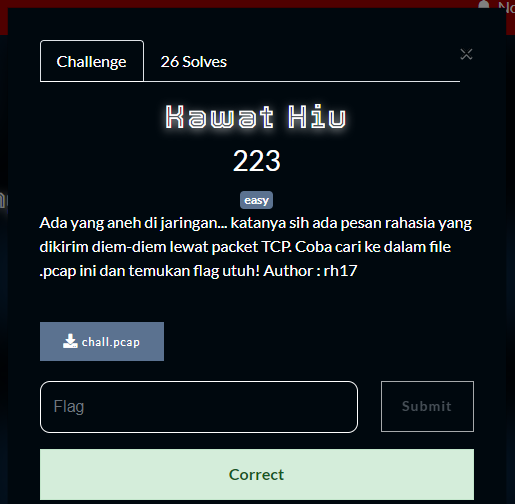 No
Challenge
26 Solves
Kawat Hiu
223
easy
Ada yang aneh di jaringan... katanya sih ada pesan rahasia yang
dikirim diem-diem lewat packet TCP. Coba cari ke dalam file
.pcap ini dan temukan flag utuh! Author : rh17
chall.pcap
Flag
Submit
Correct